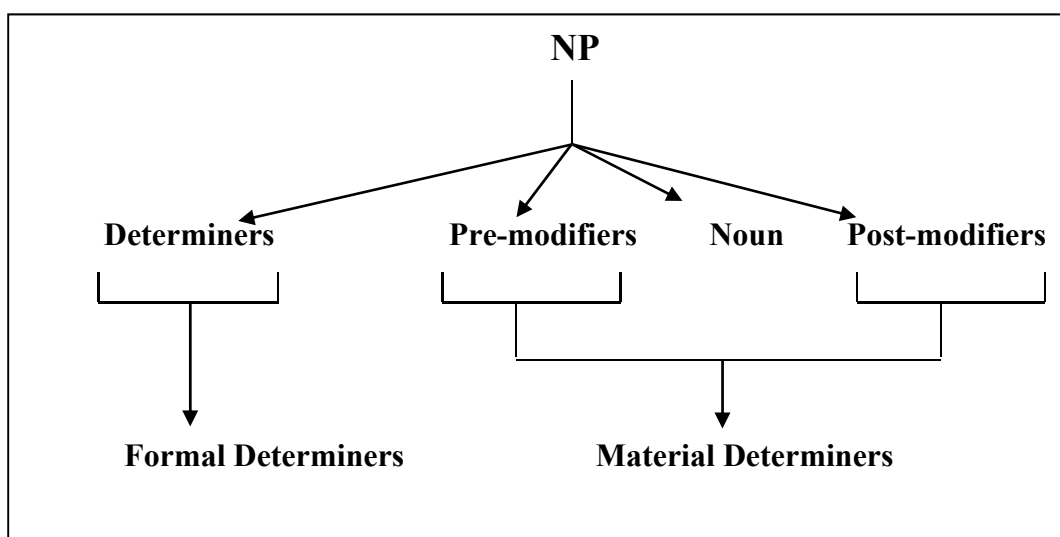 NP
Determiners Pre-modifiers Noun Post-modifiers
Formal Determiners Material Determiners